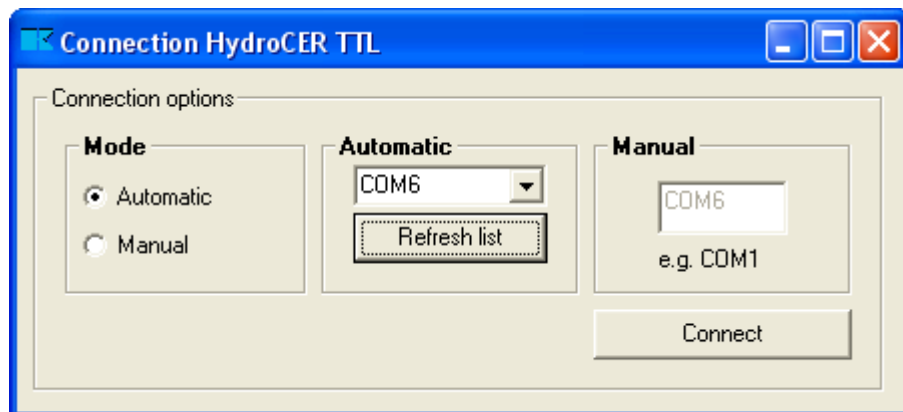 Connection HydroCER TTL
Connection options
Mode
Automatic
Manual
Automatic
COM6
Refresh list
Manual
COM6
e.g. COM1
Connect